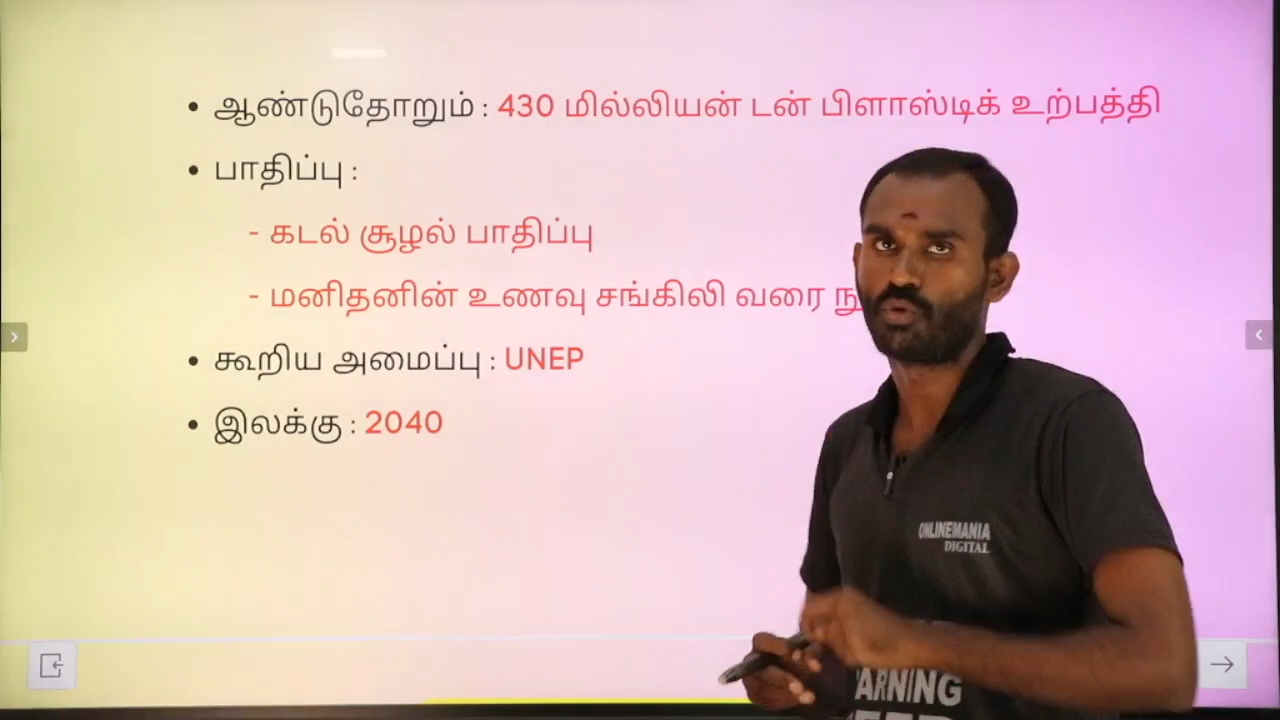 • ஆண்டுதோறும் : 430 மில்லியன் டன் பிளாஸ்டிக் உற்பத்தி
• பாதிப்பு :
- கடல் சூழல் பாதிப்பு
- மனிதனின் உணவு சங்கிலி வரை
• கூறிய அமைப்பு : UNEP
• இலக்கு : 2040
ONLINEMANIA
DIGITAL